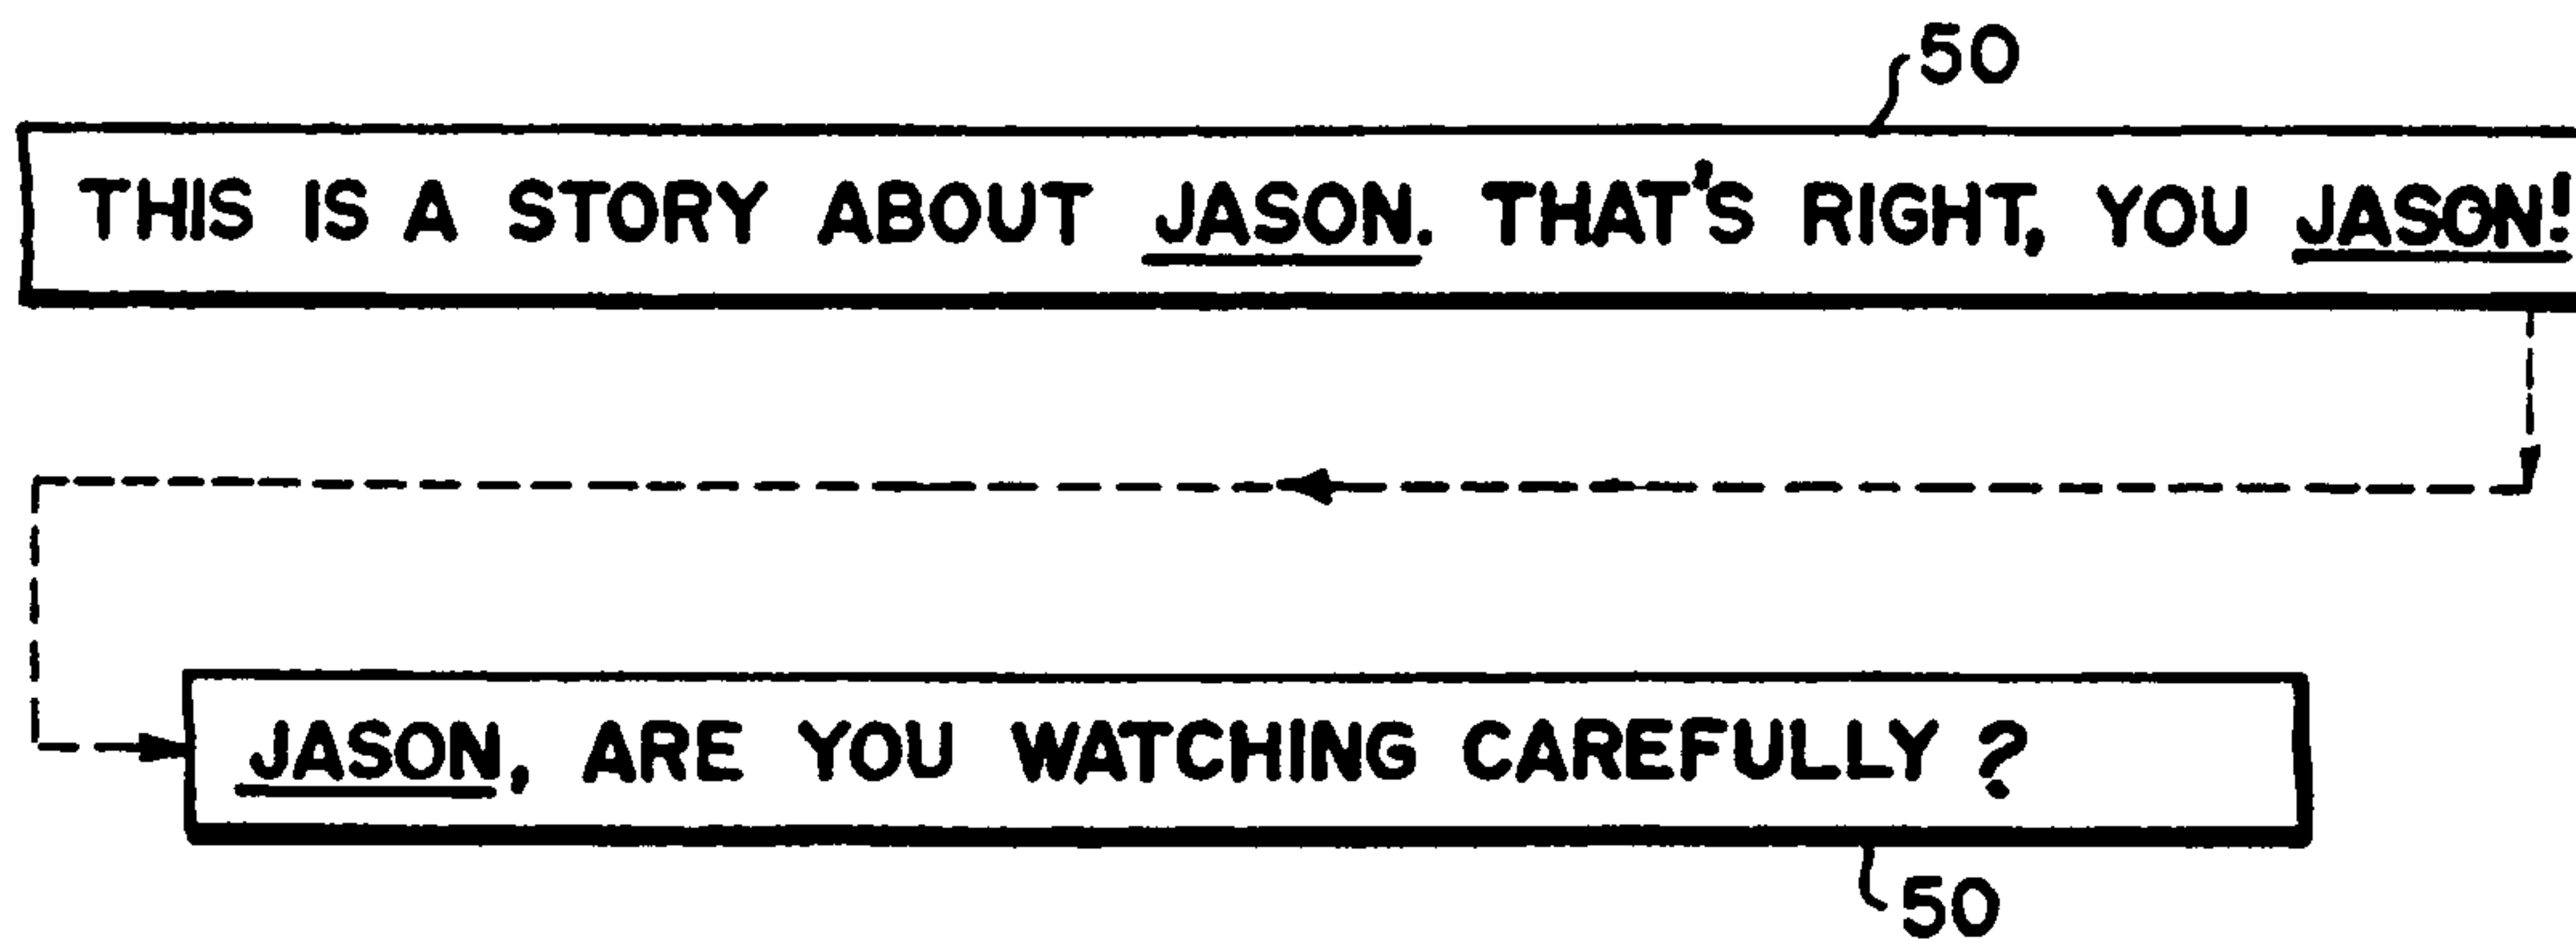 50
THIS IS A STORY ABOUT JASON. THAT'S RIGHT, YOU JASON!
JASON, ARE YOU WATCHING CAREFULLY ?
50